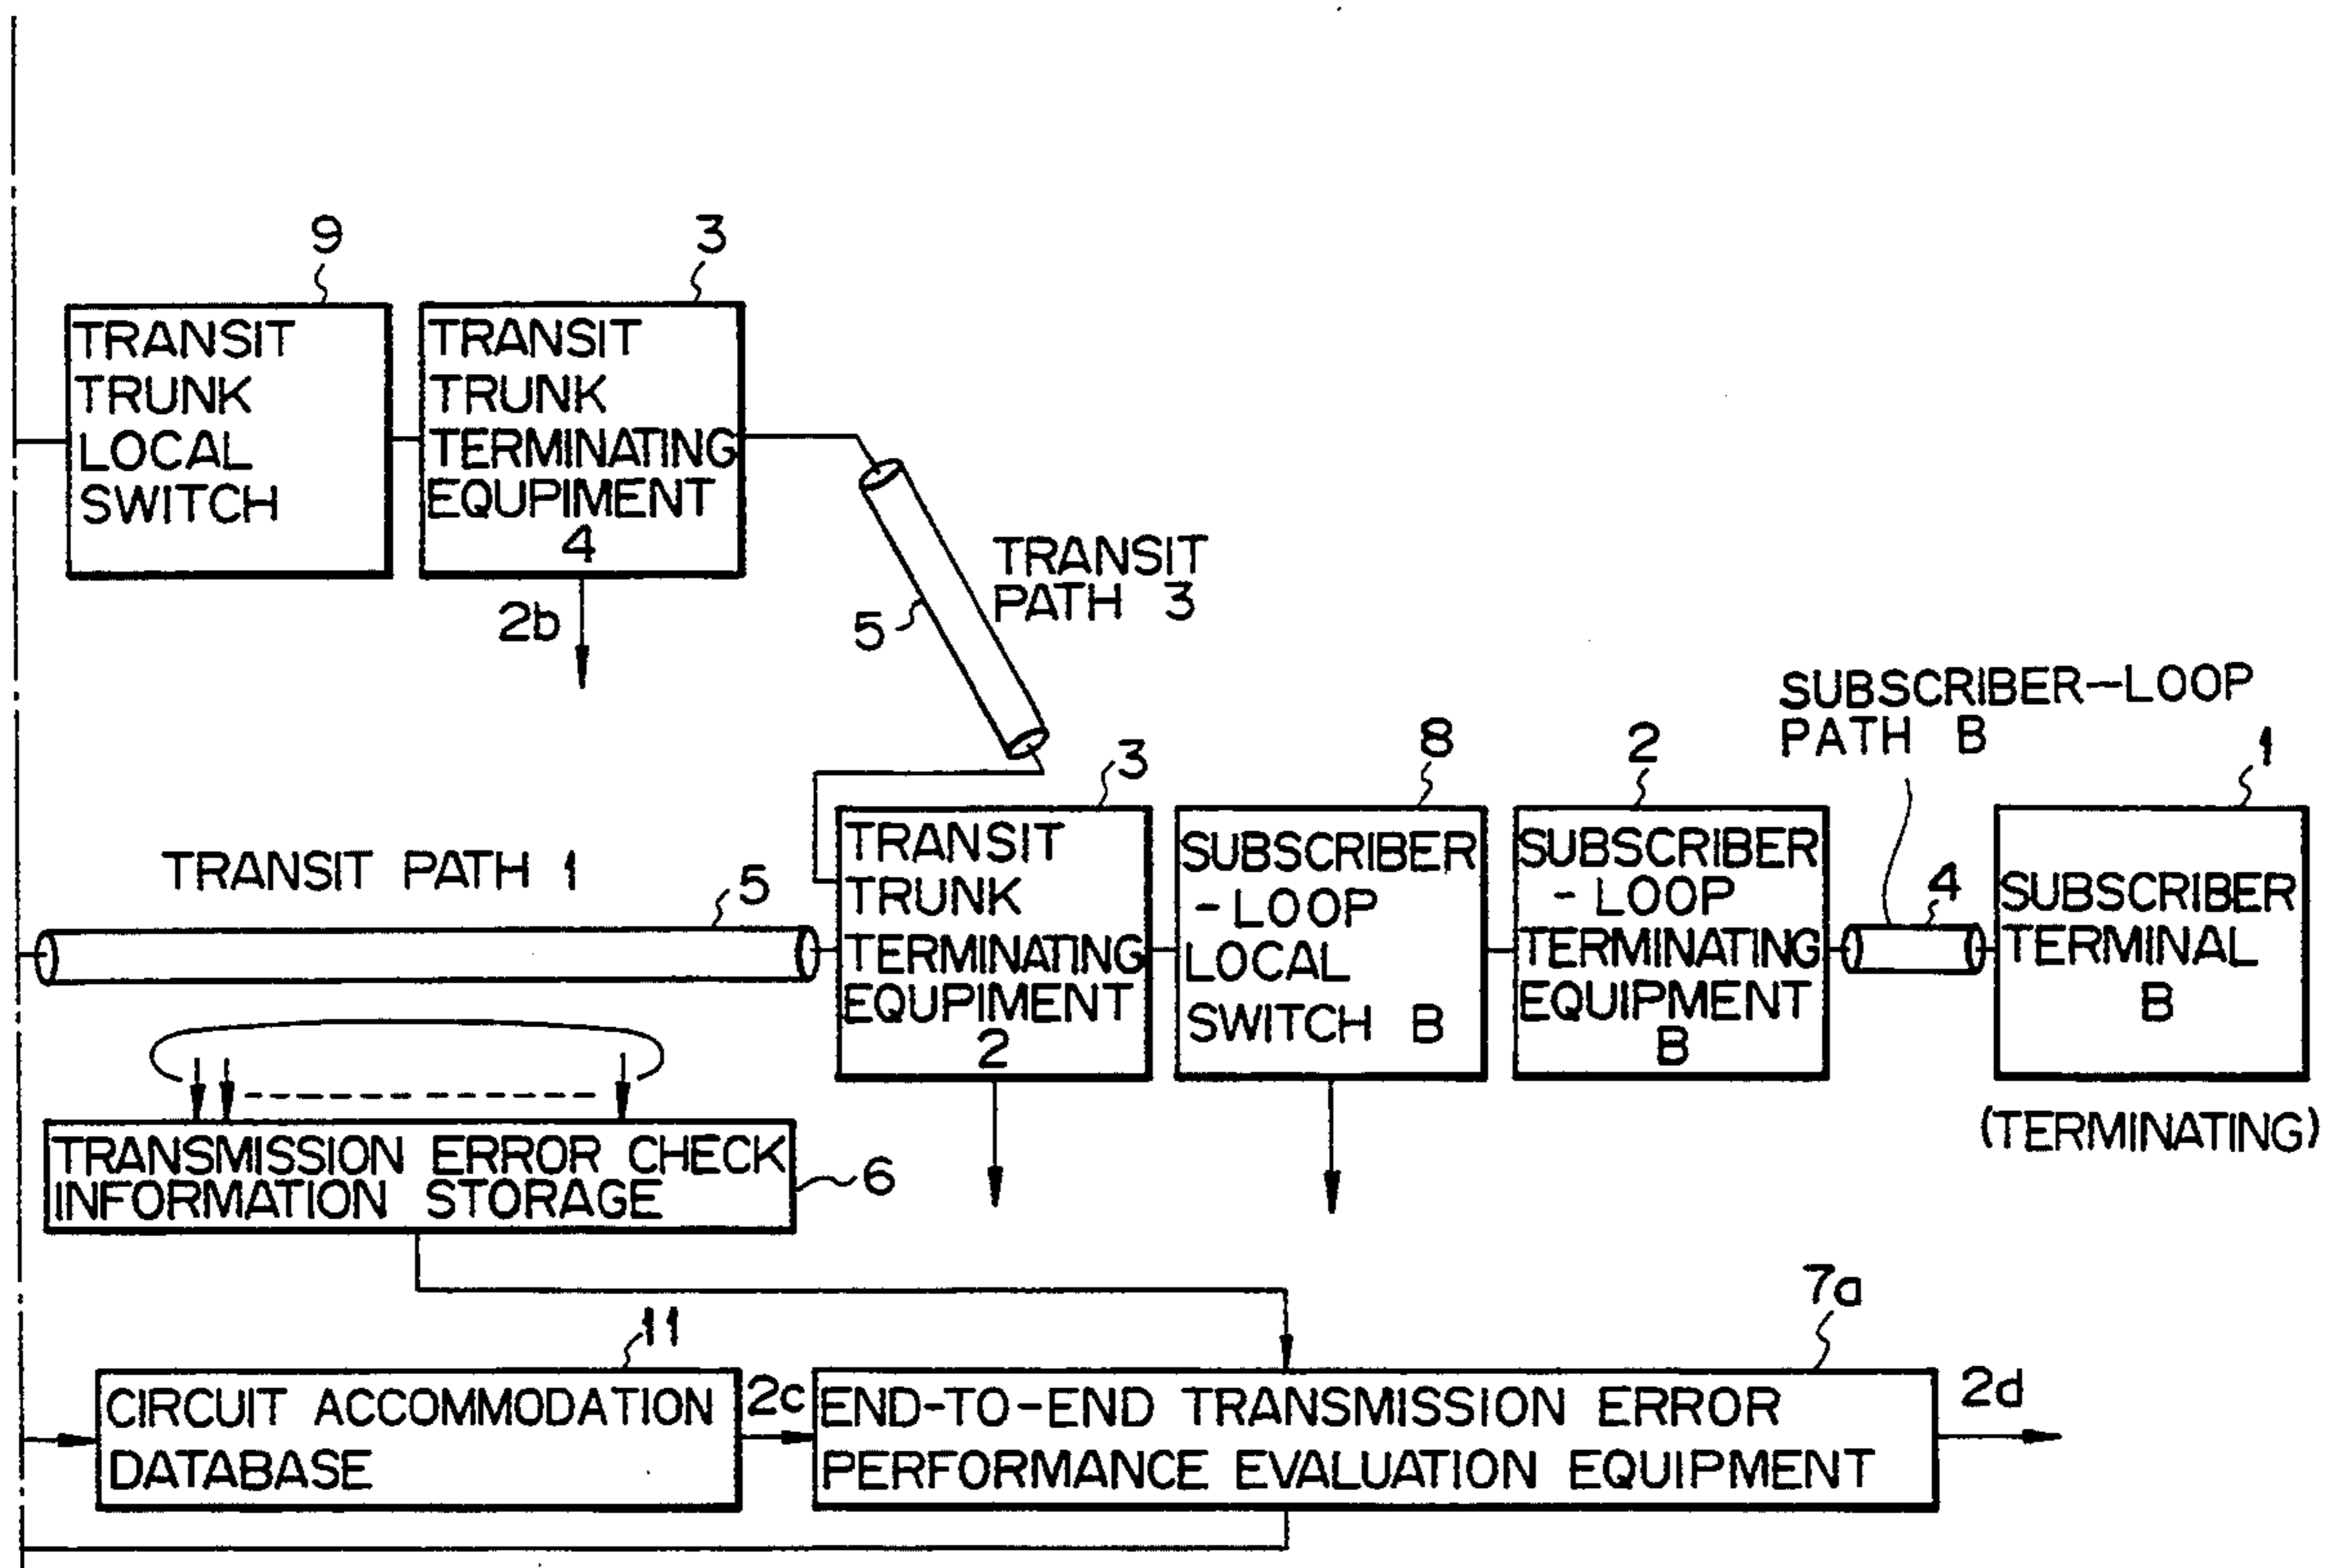 9
3
TRANSIT
TRUNK
LOCAL
SWITCH
TRANSIT
TRUNK
TERMINATING
EQUPIMENT
4
2b
5
TRANSIT
PATH 3
TRANSIT PATH 1
5
3
TRANSIT
TRUNK
TERMINATING
EQUPIMENT
2
8
SUBSCRIBER
-LOOP
LOCAL
SWITCH B
2
SUBSCRIBER
-LOOP
TERMINATING
EQUIPMENT
B
SUBSCRIBER-LOOP
PATH B
4
1
SUBSCRIBER
TERMINAL
B
(TERMINATING)
TRANSMISSION ERROR CHECK
INFORMATION STORAGE
6
11
CIRCUIT ACCOMMODATION
DATABASE
2c
7a
END-TO-END TRANSMISSION ERROR
PERFORMANCE EVALUATION EQUIPMENT
2d